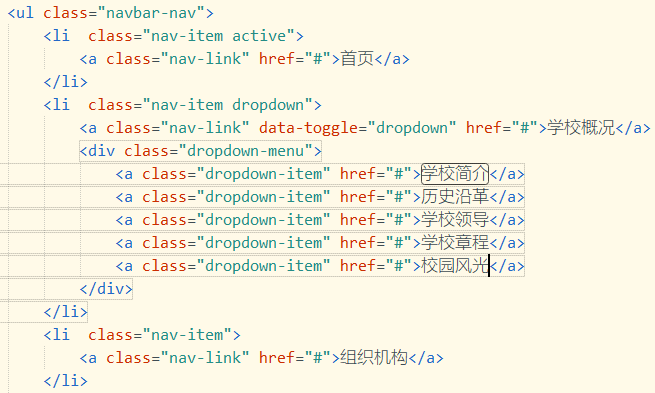 <ul class="navbar-nav">
    <li  class="nav-item active">
        <a class="nav-link" href="#">首页</a>
    </li>
    <li  class="nav-item dropdown">
        <a class="nav-link" data-toggle="dropdown" href="#">学校概况</a>
        <div class="dropdown-menu">
            <a class="dropdown-item" href="#">学校简介</a>
            <a class="dropdown-item" href="#">历史沿革</a>
            <a class="dropdown-item" href="#">学校领导</a>
            <a class="dropdown-item" href="#">学校章程</a>
            <a class="dropdown-item" href="#">校园风光</a>
        </div>
    </li>
    <li  class="nav-item">
        <a class="nav-link" href="#">组织机构</a>
    </li>